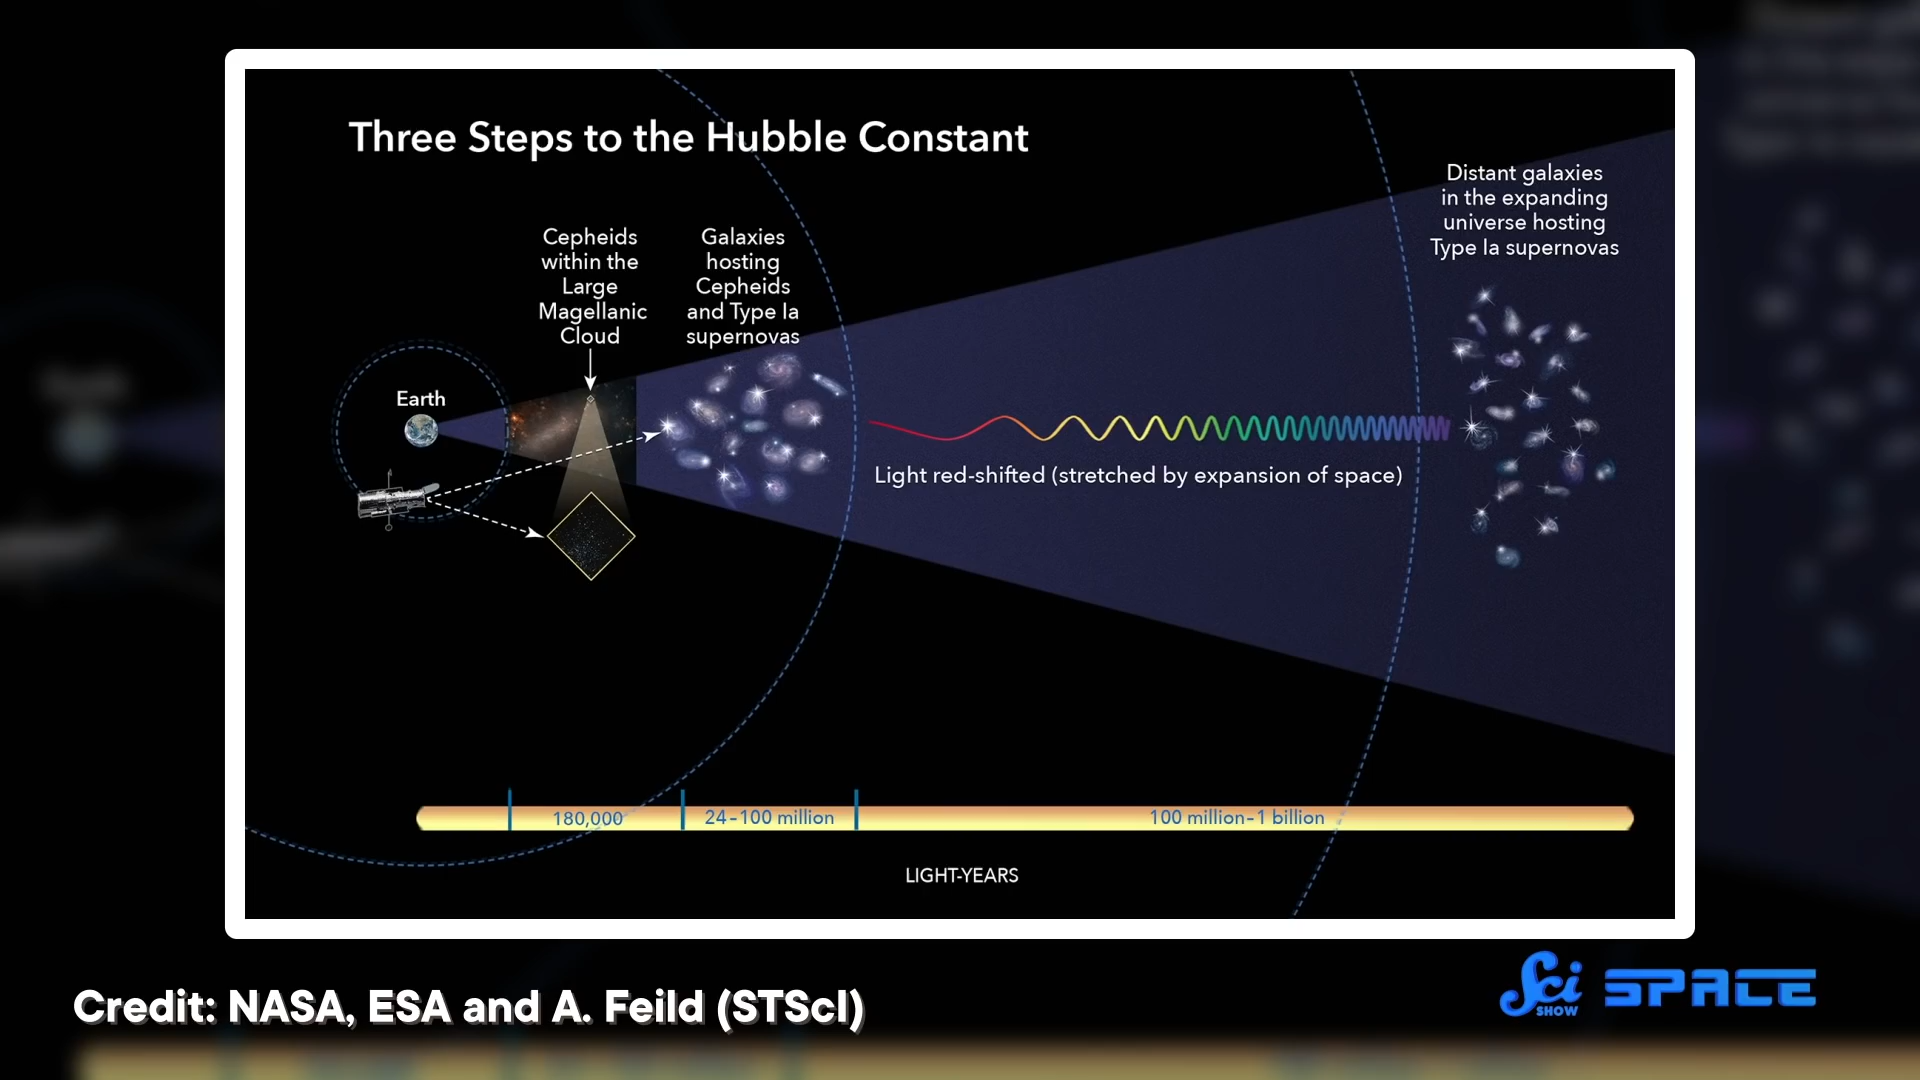 Three Steps to the Hubble Constant
Distant galaxies
in the expanding
universe hosting
Type Ia supernovas
Cepheids
within the
Large
Magellanic
Cloud
Galaxies
hosting
Cepheids
and Type Ia
supernovas
Earth
Light red-shifted (stretched by expansion of space)
180,000
24–100 million
100 million–1 billion
LIGHT-YEARS
Credit: NASA, ESA and A. Feild (STScI)
Sci SHOW SPACE